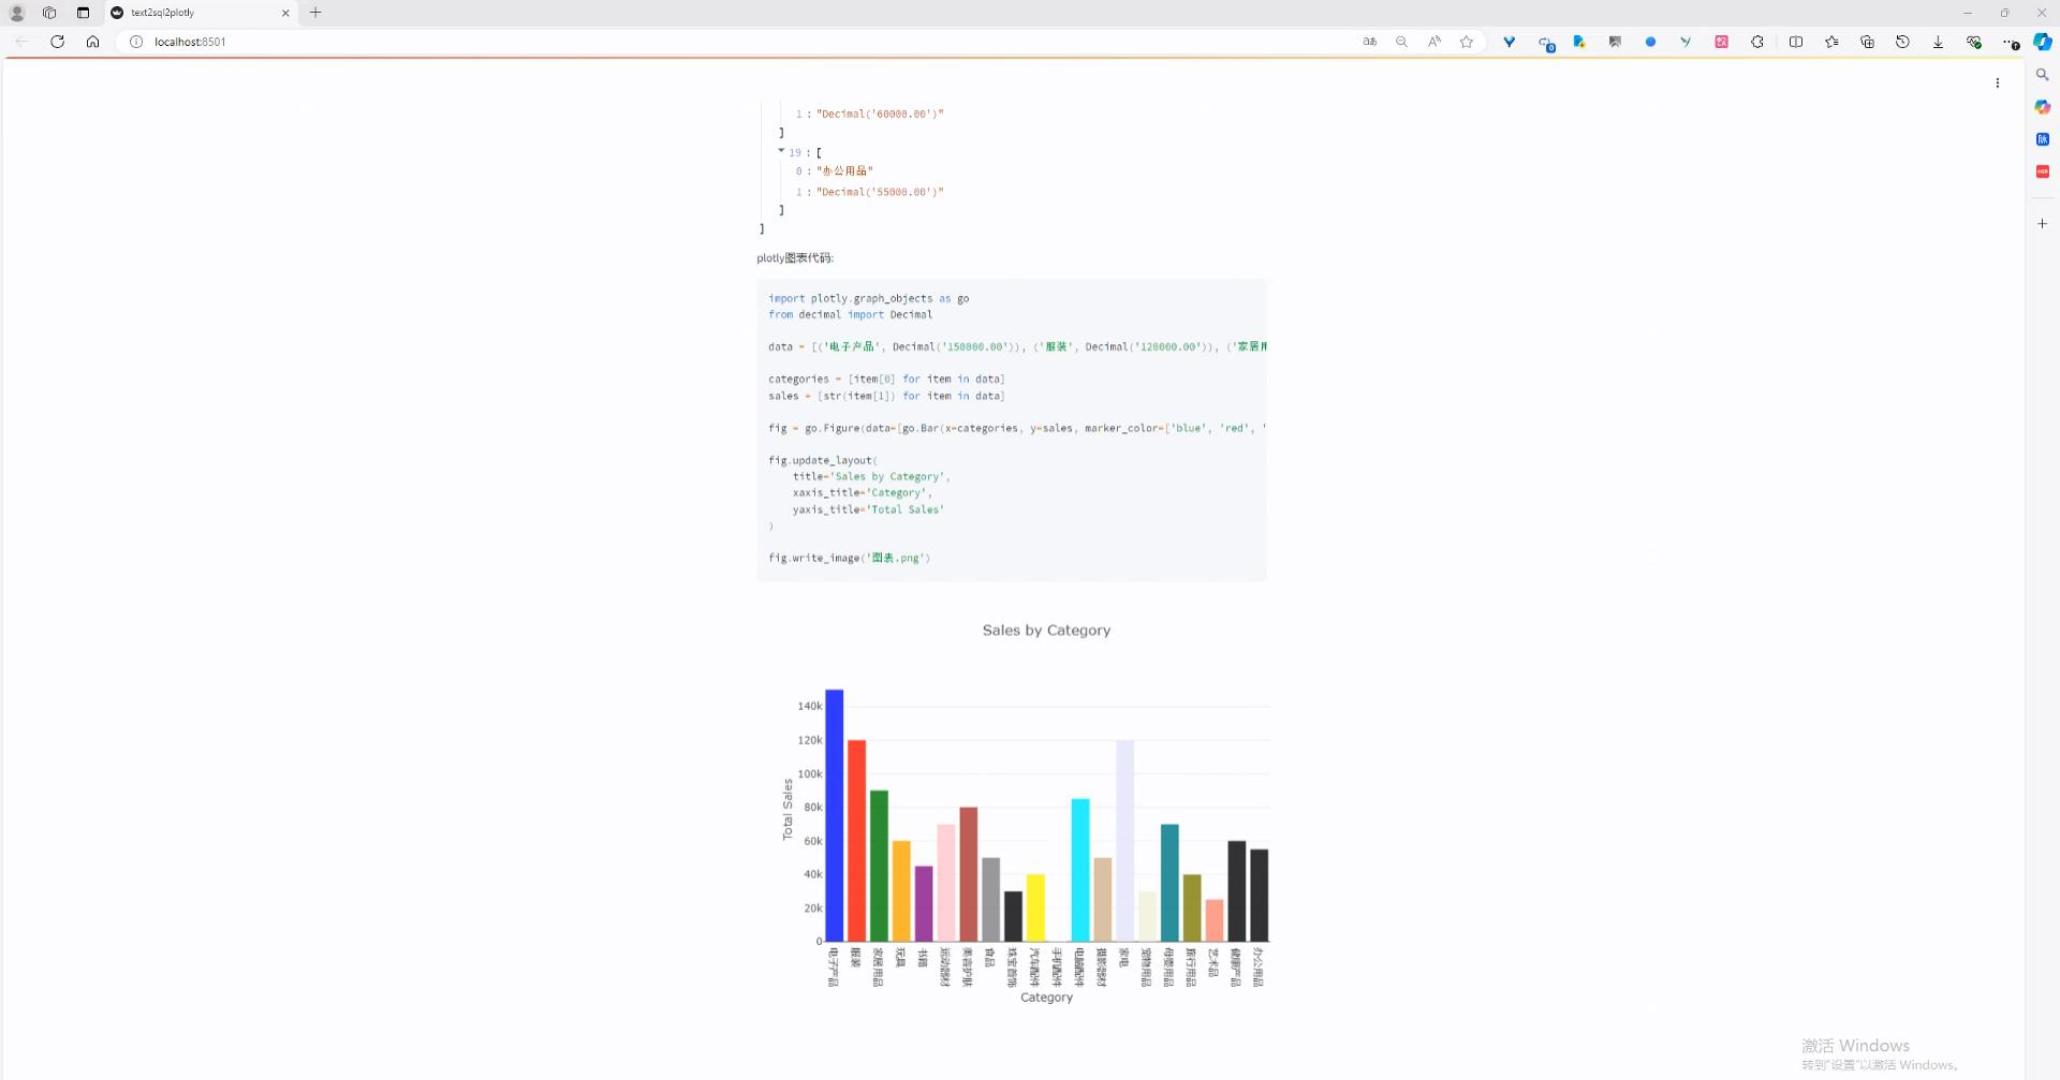 text2sql2plotly
localhost:8501
1 : "Decimal('60000.00')"
]
19 : [
0 : "办公用品"
1 : "Decimal('55000.00')"
]
]
plotly图表代码:
import plotly.graph_objects as go
from decimal import Decimal
data = [('电子产品', Decimal('150000.00')), ('服装', Decimal('120000.00')), ('家居用
categories = [item[0] for item in data]
sales = [str(item[1]) for item in data]
fig = go.Figure(data=[go.Bar(x=categories, y=sales, marker_color=['blue', 'red', '
fig.update_layout(
title='Sales by Category',
xaxis_title='Category',
yaxis_title='Total Sales'
)
fig.write_image('图表.png')
Sales by Category
140k
120k
100k
80k
60k
40k
20k
0
Total Sales
电子产品
服装
家居用品
玩具
书籍
运动器材
美容护肤
食品
珠宝首饰
汽车配件
手机配件
电脑配件
摄影器材
家电
宠物用品
母婴用品
旅行用品
艺术品
健康产品
办公用品
Category
激活 Windows
转到"设置"以激活 Windows。